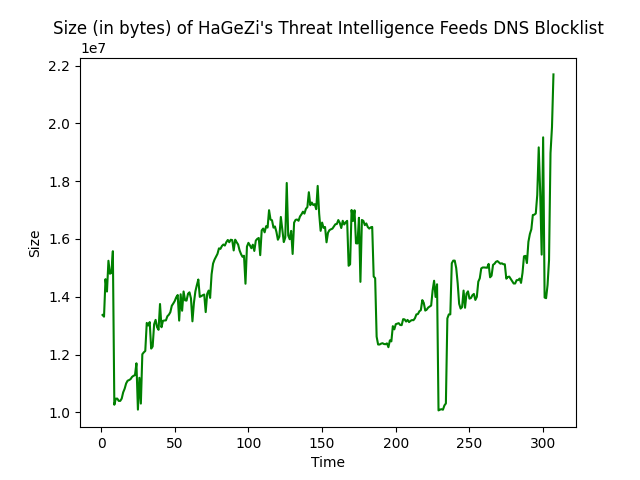 Size (in bytes) of HaGeZi's Threat Intelligence Feeds DNS Blocklist
1e7
2.2
2.0
1.8
1.6
1.4
1.2
1.0
Size
0 50 100 150 200 250 300
Time